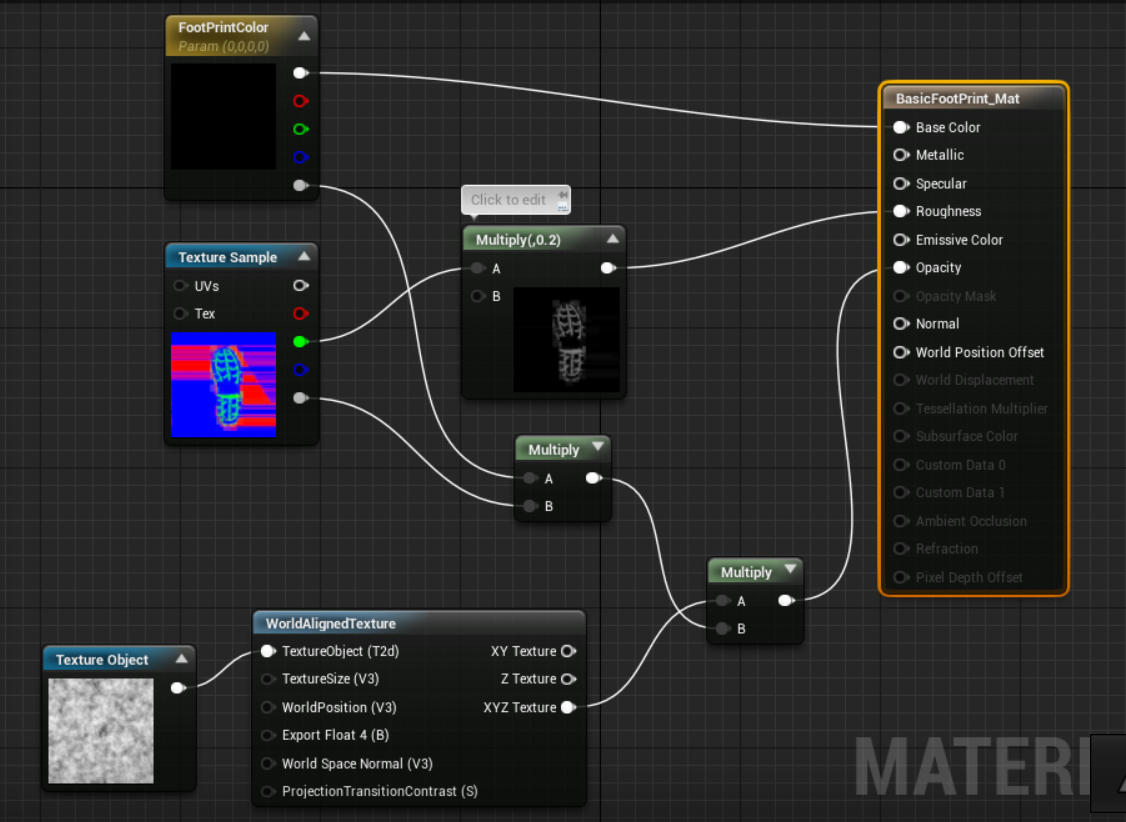 FootPrintColor
Param (0,0,0,0)
Texture Sample
UVs
Tex
Click to edit
Multiply(,0.2)
A
B
Multiply
A
B
Multiply
A
B
Texture Object
WorldAlignedTexture
TextureObject (T2d)
XY Texture
TextureSize (V3)
Z Texture
WorldPosition (V3)
XYZ Texture
Export Float 4 (B)
World Space Normal (V3)
ProjectionTransitionContrast (S)
BasicFootPrint_Mat
Base Color
Metallic
Specular
Roughness
Emissive Color
Opacity
Opacity Mask
Normal
World Position Offset
World Displacement
Tessellation Multiplier
Subsurface Color
Custom Data 0
Custom Data 1
Ambient Occlusion
Refraction
Pixel Depth Offset
MATERI